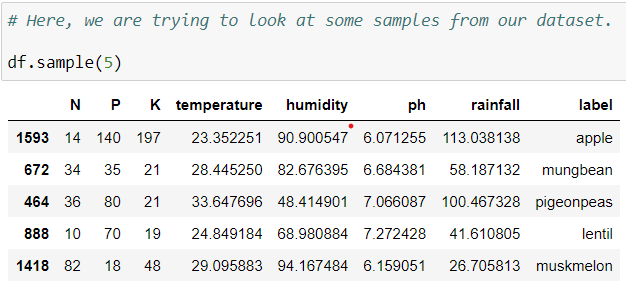 # Here, we are trying to look at some samples from our dataset.
df.sample(5)
N P K temperature humidity ph rainfall label
1593 14 140 197 23.352251 90.900547 6.071255 113.038138 apple
672 34 35 21 28.445250 82.676395 6.684381 58.187132 mungbean
464 36 80 21 33.647696 48.414901 7.066087 100.467328 pigeonpeas
888 10 70 19 24.849184 68.980884 7.272428 41.610805 lentil
1418 82 18 48 29.095883 94.167484 6.159051 26.705813 muskmelon